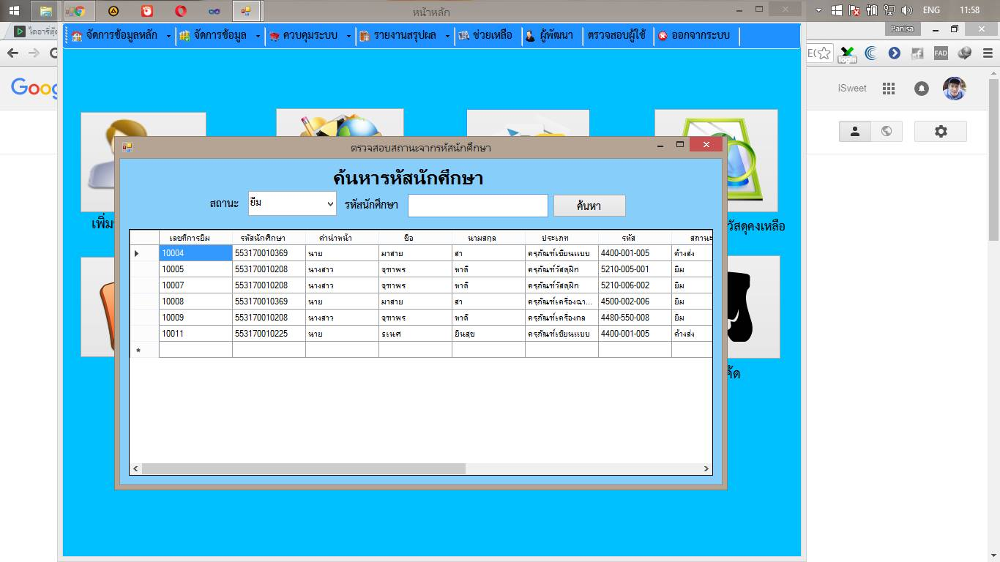 หน้าหลัก
ENG 11:58
ไดอารี่ตุ๊ด
Panisa
จัดการข้อมูลหลัก จัดการข้อมูล ควบคุมระบบ รายงานสรุปผล ช่วยเหลือ ผู้พัฒนา ตรวจสอบผู้ใช้ ออกจากระบบ
login FAD
Goog
iSweet
ตรวจสอบสถานะจากรหัสนักศึกษา
ค้นหารหัสนักศึกษา
สถานะ ยืม รหัสนักศึกษา ค้นหา
เพิ่ม
วัสดุคงเหลือ
เลขที่การยืม รหัสนักศึกษา คำนำหน้า ชื่อ นามสกุล ประเภท รหัส สถานะ
10004 553170010369 นาย มาสาย สา ครุภัณฑ์เขียนแบบ 4400-001-005 ค้างส่ง
10005 553170010208 นางสาว จุฑาพร หาดี ครุภัณฑ์วัสดุฝึก 5210-005-001 ยืม
10007 553170010208 นางสาว จุฑาพร หาดี ครุภัณฑ์วัสดุฝึก 5210-006-002 ยืม
10008 553170010369 นาย มาสาย สา ครุภัณฑ์เครื่องฉา... 4500-002-006 ยืม
10009 553170010208 นางสาว จุฑาพร หาดี ครุภัณฑ์เครื่องกล 4480-550-008 ยืม
10011 553170010225 นาย ธเนศ ยินสุข ครุภัณฑ์เขียนแบบ 4400-001-005 ค้างส่ง